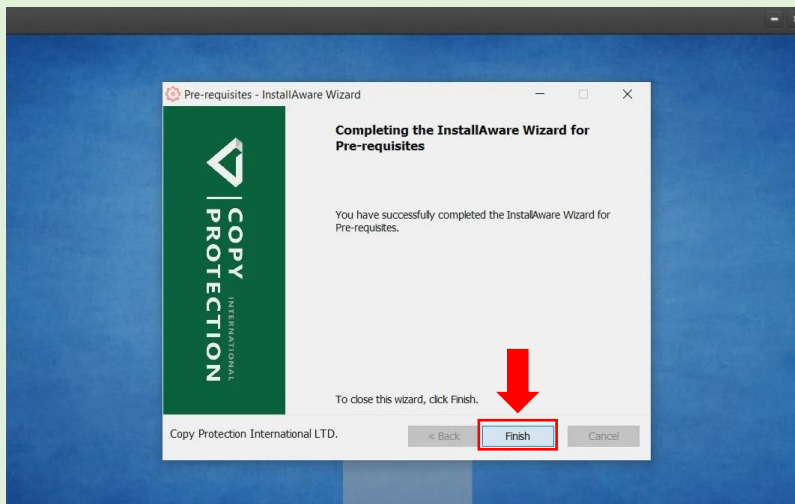 Pre-requisites - InstallAware Wizard
Completing the InstallAware Wizard for
Pre-requisites
COPY
PROTECTION
INTERNATIONAL
You have successfully completed the InstallAware Wizard for
Pre-requisites.
To close this wizard, click Finish.
Copy Protection International LTD.
< Back
Finish
Cancel